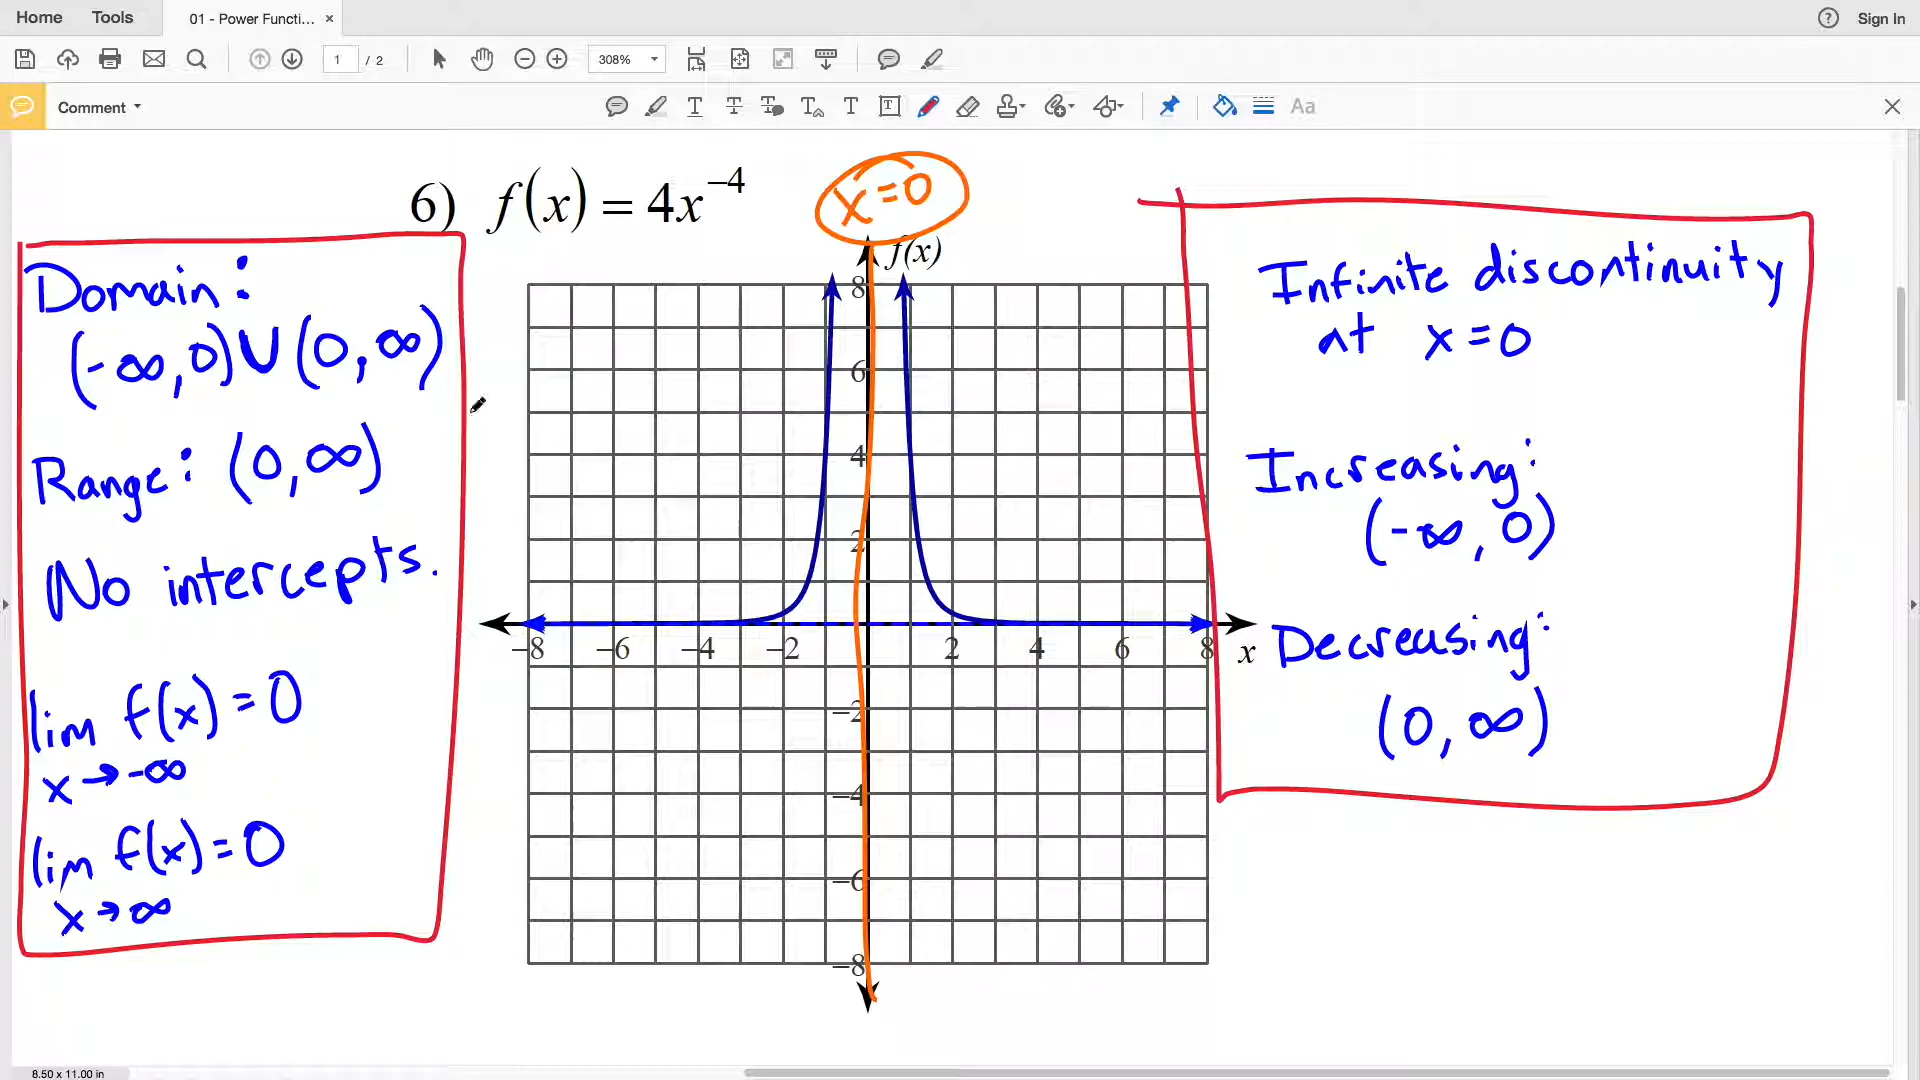 Home Tools 01 - Power Functi... × Sign In
1 / 2 308%
Comment Aa
6) f(x) = 4x⁻⁴
x=0
f(x)
Domain:
(-∞,0)∪(0,∞)
Range: (0,∞)
No intercepts.
lim f(x)=0
x→-∞
lim f(x)=0
x→∞
8
6
4
2
−8 −6 −4 −2 2 4 6 8 x
−2
−4
−6
−8
Infinite discontinuity
at x=0
Increasing:
(-∞,0)
Decreasing:
(0,∞)
8.50 x 11.00 in